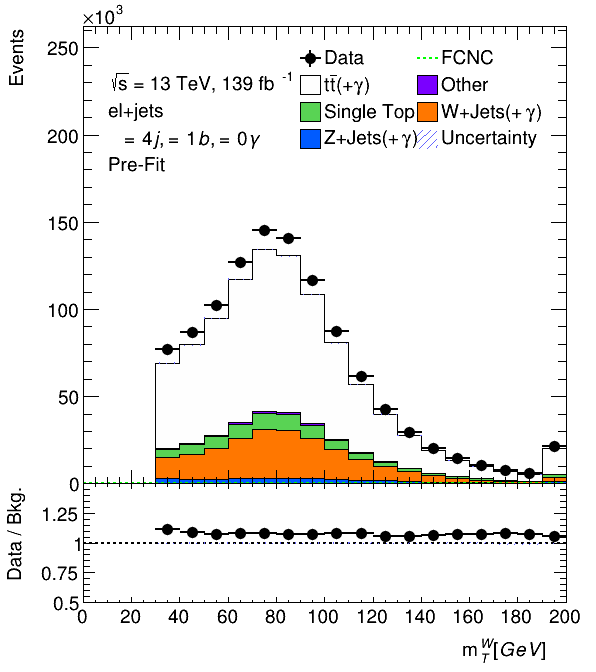 ×10³
Events
250
200
150
100
50
0
√s = 13 TeV, 139 fb⁻¹
el+jets
= 4j, = 1b, = 0γ
Pre-Fit
Data
FCNC
tt̄(+γ)
Other
Single Top
W+Jets(+γ)
Z+Jets(+γ)
Uncertainty
Data / Bkg.
1.25
1
0.75
0.5
0 20 40 60 80 100 120 140 160 180 200
m_T^W [GeV]